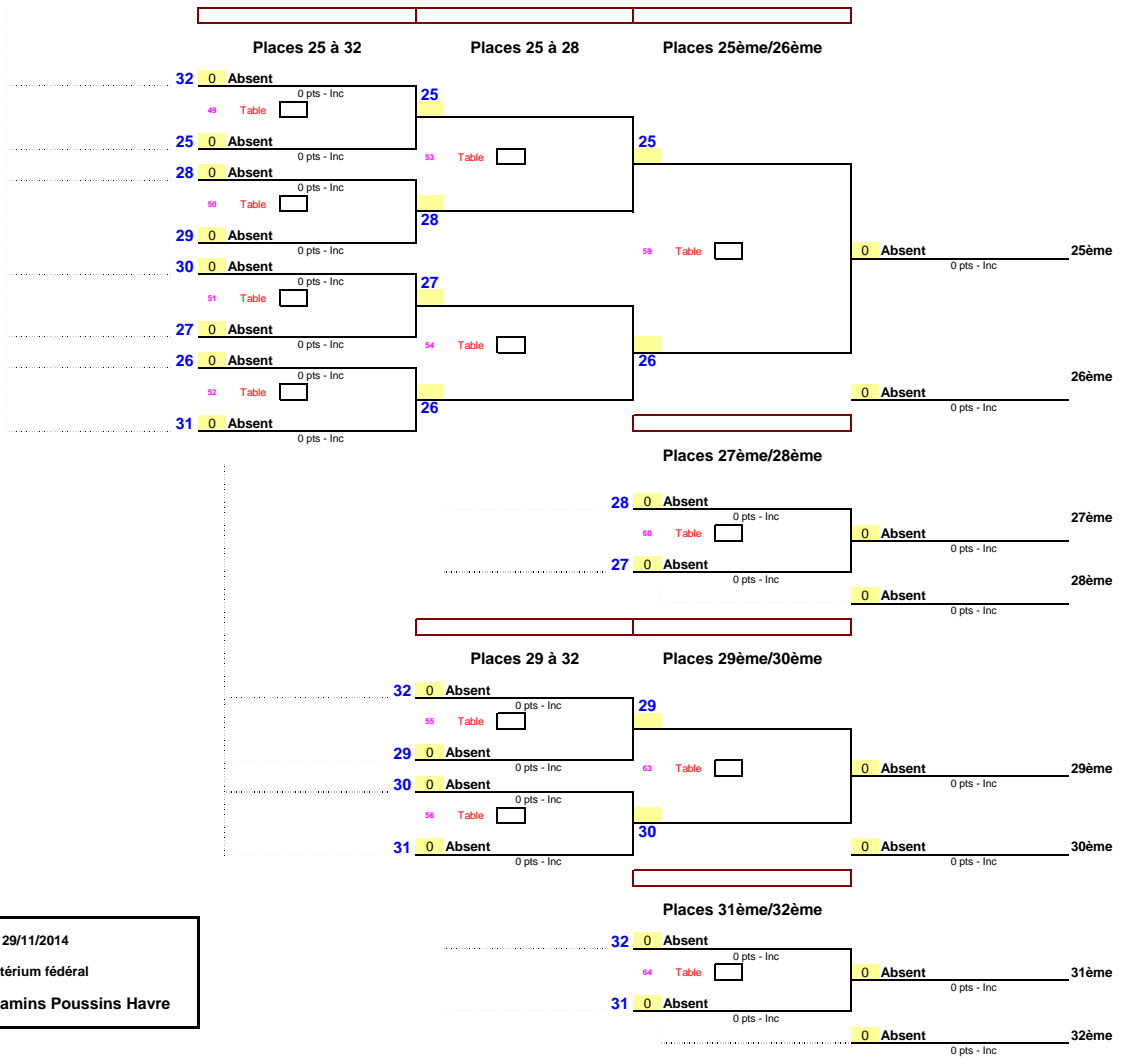 Places 25 à 32 Places 25 à 28 Places 25ème/26ème
32 0 Absent
0 pts - Inc
25
49 Table
25 0 Absent
0 pts - Inc
53 Table
25
28 0 Absent
0 pts - Inc
50 Table
28
29 0 Absent
0 pts - Inc
59 Table
0 Absent 25ème
0 pts - Inc
30 0 Absent
0 pts - Inc
27
51 Table
27 0 Absent
0 pts - Inc
54 Table
26 0 Absent
0 pts - Inc
26
26ème
52 Table
0 Absent
0 pts - Inc
26
31 0 Absent
0 pts - Inc
Places 27ème/28ème
28 0 Absent
0 pts - Inc
27ème
60 Table
0 Absent
0 pts - Inc
27 0 Absent
0 pts - Inc
28ème
0 Absent
0 pts - Inc
Places 29 à 32 Places 29ème/30ème
32 0 Absent
0 pts - Inc
29
55 Table
29 0 Absent
0 pts - Inc
63 Table
0 Absent 29ème
0 pts - Inc
30 0 Absent
0 pts - Inc
56 Table
30
31 0 Absent
0 pts - Inc
0 Absent 30ème
0 pts - Inc
Places 31ème/32ème
32 0 Absent
0 pts - Inc
64 Table
0 Absent 31ème
0 pts - Inc
31 0 Absent
0 pts - Inc
0 Absent 32ème
0 pts - Inc
29/11/2014
térium fédéral
amins Poussins Havre